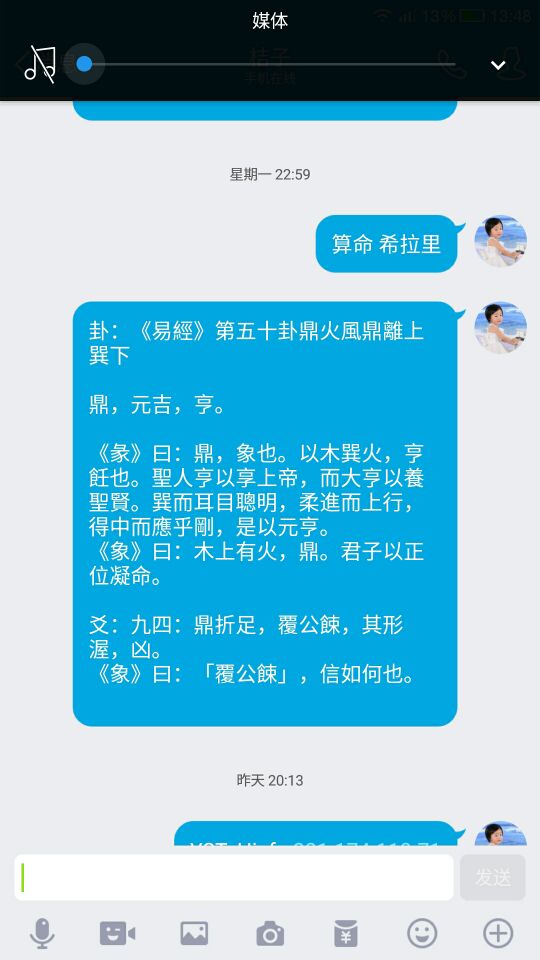 媒体
13% 13:48
桔子
手机在线
星期一 22:59
算命 希拉里
卦：《易經》第五十卦鼎火風鼎離上
巽下
鼎，元吉，亨。
《彖》曰：鼎，象也。以木巽火，亨
飪也。聖人亨以享上帝，而大亨以養
聖賢。巽而耳目聰明，柔進而上行，
得中而應乎剛，是以元亨。
《象》曰：木上有火，鼎。君子以正
位凝命。
爻：九四：鼎折足，覆公餗，其形
渥，凶。
《象》曰：「覆公餗」，信如何也。
昨天 20:13
发送